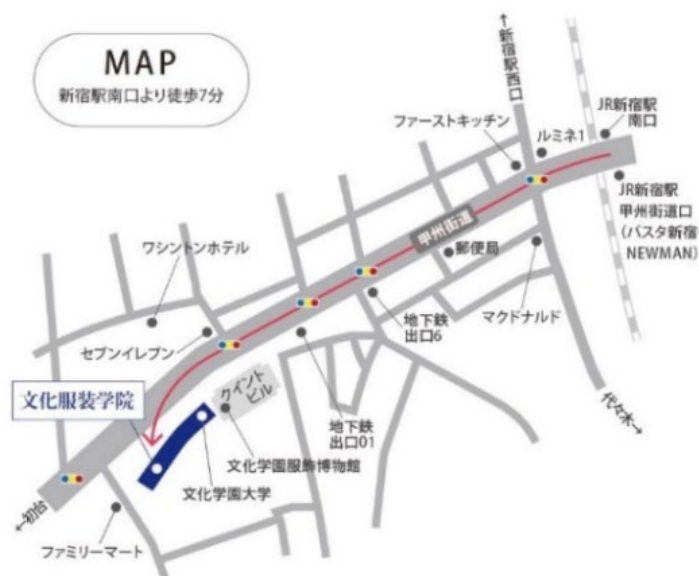 MAP
新宿駅南口より徒歩7分
←新宿駅西口
JR新宿駅
南口
ファーストキッチン
ルミネ1
JR新宿駅
甲州街道口
(バスタ新宿
NEWMAN)
甲州街道
郵便局
ワシントンホテル
マクドナルド
地下鉄
出口6
セブンイレブン
クイント
ビル
文化服装学院
代々木→
地下鉄
出口01
文化学園服飾博物館
文化学園大学
←初台
ファミリーマート